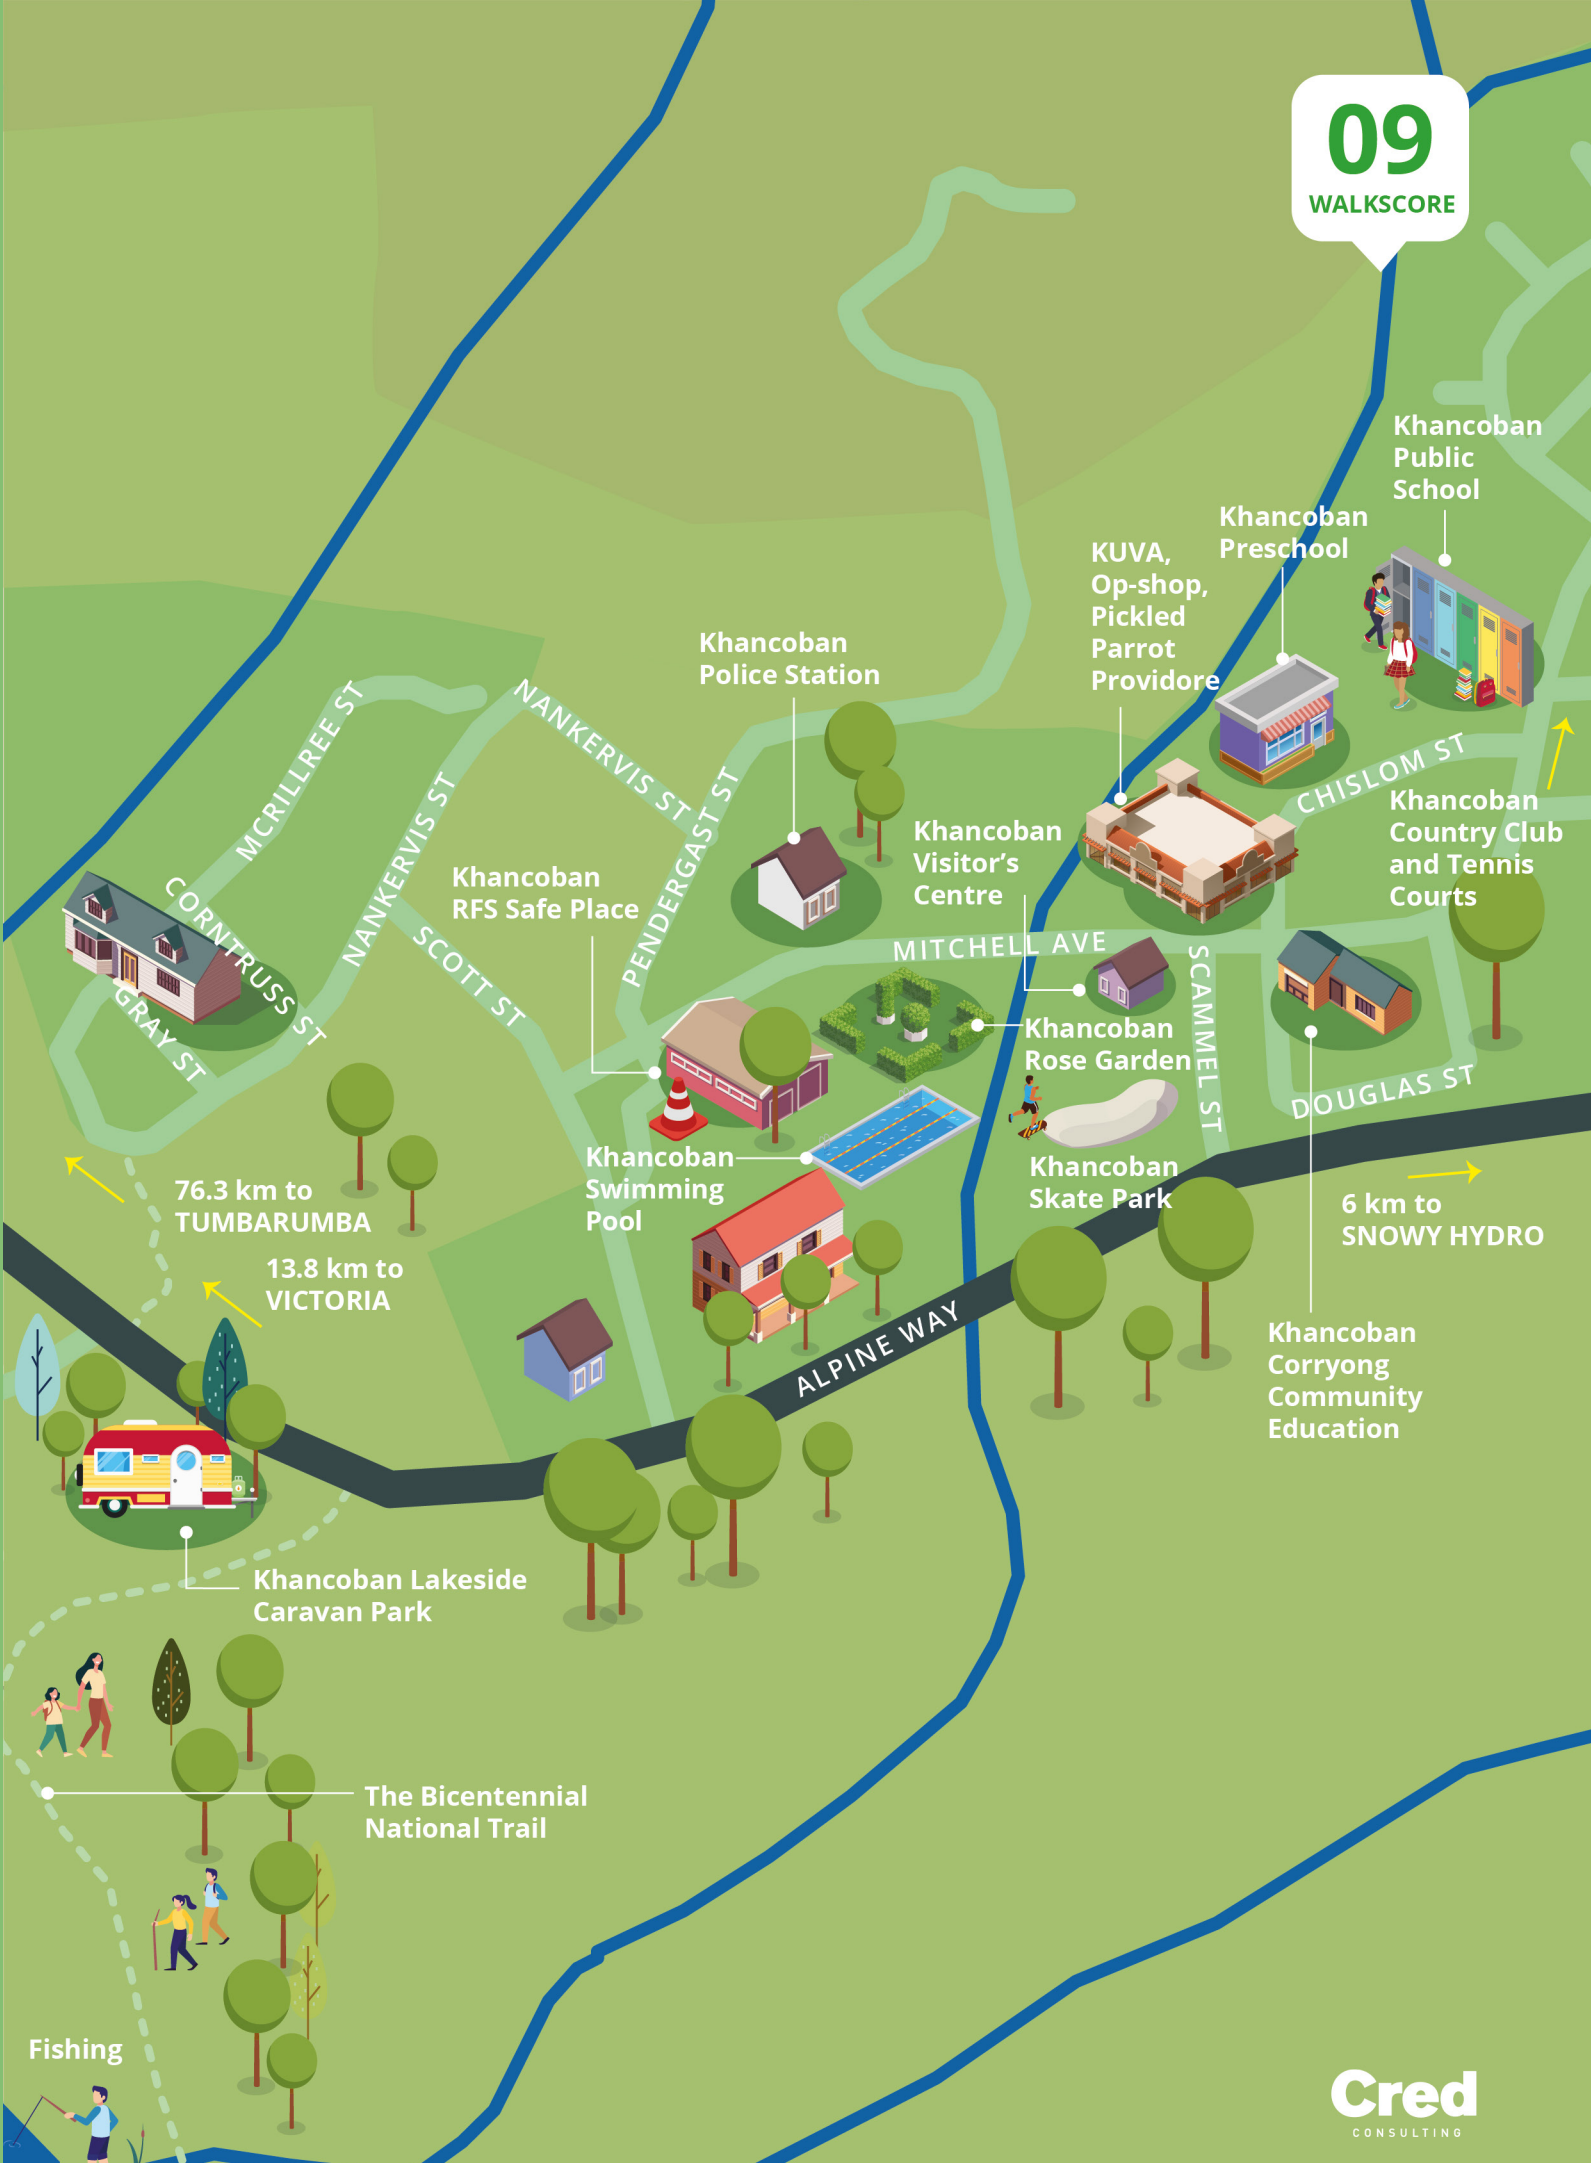 09
WALKSCORE
Khancoban
Public
School
Khancoban
Preschool
KUVA,
Op-shop,
Pickled
Parrot
Providore
Khancoban
Police Station
NANKERVIS ST
MCRILLREE ST
NANKERVIS ST
PENDERGAST ST
CHISLOM ST
Khancoban
Country Club
and Tennis
Courts
Khancoban
Visitor's
Centre
Khancoban
RFS Safe Place
CORNTRUSS ST
GRAY ST
SCOTT ST
MITCHELL AVE
SCAMMEL ST
Khancoban
Rose Garden
DOUGLAS ST
Khancoban
Swimming
Pool
Khancoban
Skate Park
76.3 km to
TUMBARUMBA
13.8 km to
VICTORIA
6 km to
SNOWY HYDRO
ALPINE WAY
Khancoban
Corryong
Community
Education
Khancoban Lakeside
Caravan Park
The Bicentennial
National Trail
Fishing
Cred
CONSULTING